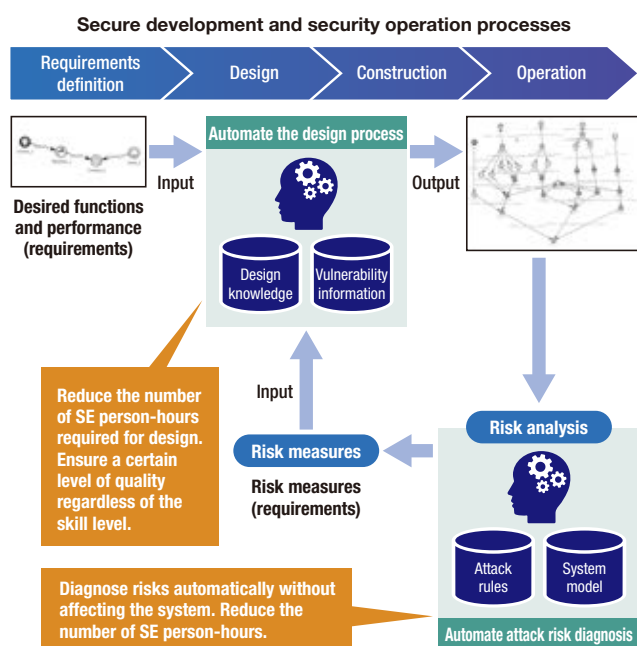 Secure development and security operation processes
Requirements
definition
Design
Construction
Operation
Automate the design process
Input
Output
Desired functions
and performance
(requirements)
Design
knowledge
Vulnerability
information
Reduce the number
of SE person-hours
required for design.
Ensure a certain
level of quality
regardless of the
skill level.
Input
Risk measures
Risk measures
(requirements)
Risk analysis
Attack
rules
System
model
Automate attack risk diagnosis
Diagnose risks automatically without
affecting the system. Reduce the
number of SE person-hours.